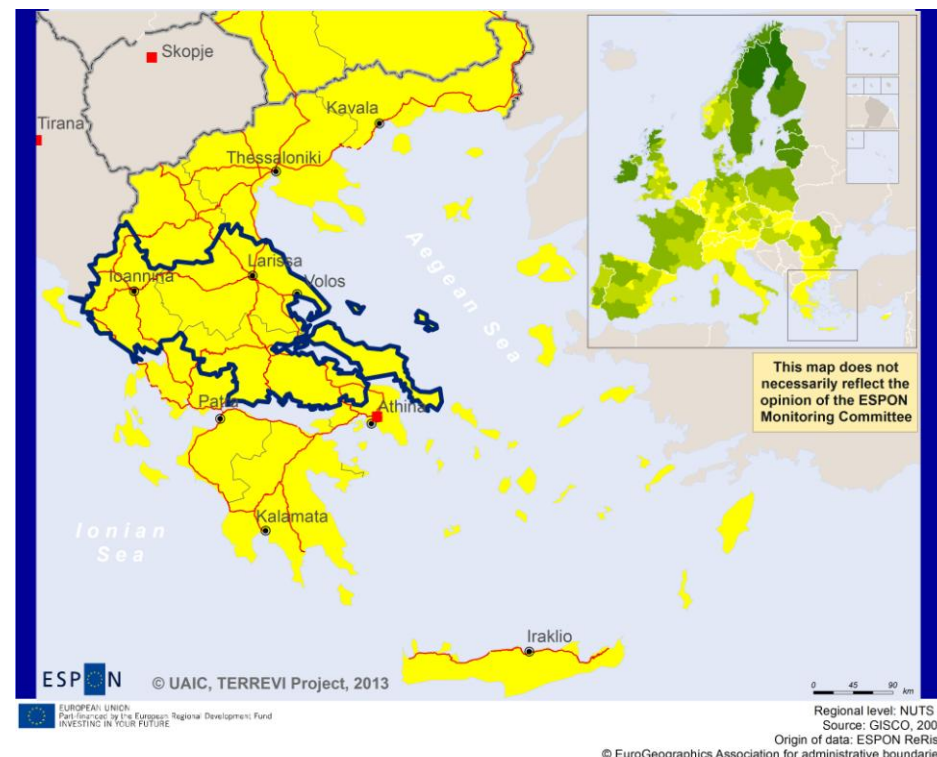 Skopje
Tirana
Kavala
Thessaloniki
Ioannina
Larissa
Volos
Aegean Sea
This map does not
necessarily reflect the
opinion of the ESPON
Monitoring Committee
Patra
Athina
Kalamata
Ionian
Sea
Iraklio
ESPON
© UAIC, TERREVI Project, 2013
0 45 90
km
EUROPEAN UNION
Part-financed by the European Regional Development Fund
INVESTING IN YOUR FUTURE
Regional level: NUTS
Source: GISCO, 200
Origin of data: ESPON ReRis
© EuroGeographics Association for administrative boundarie